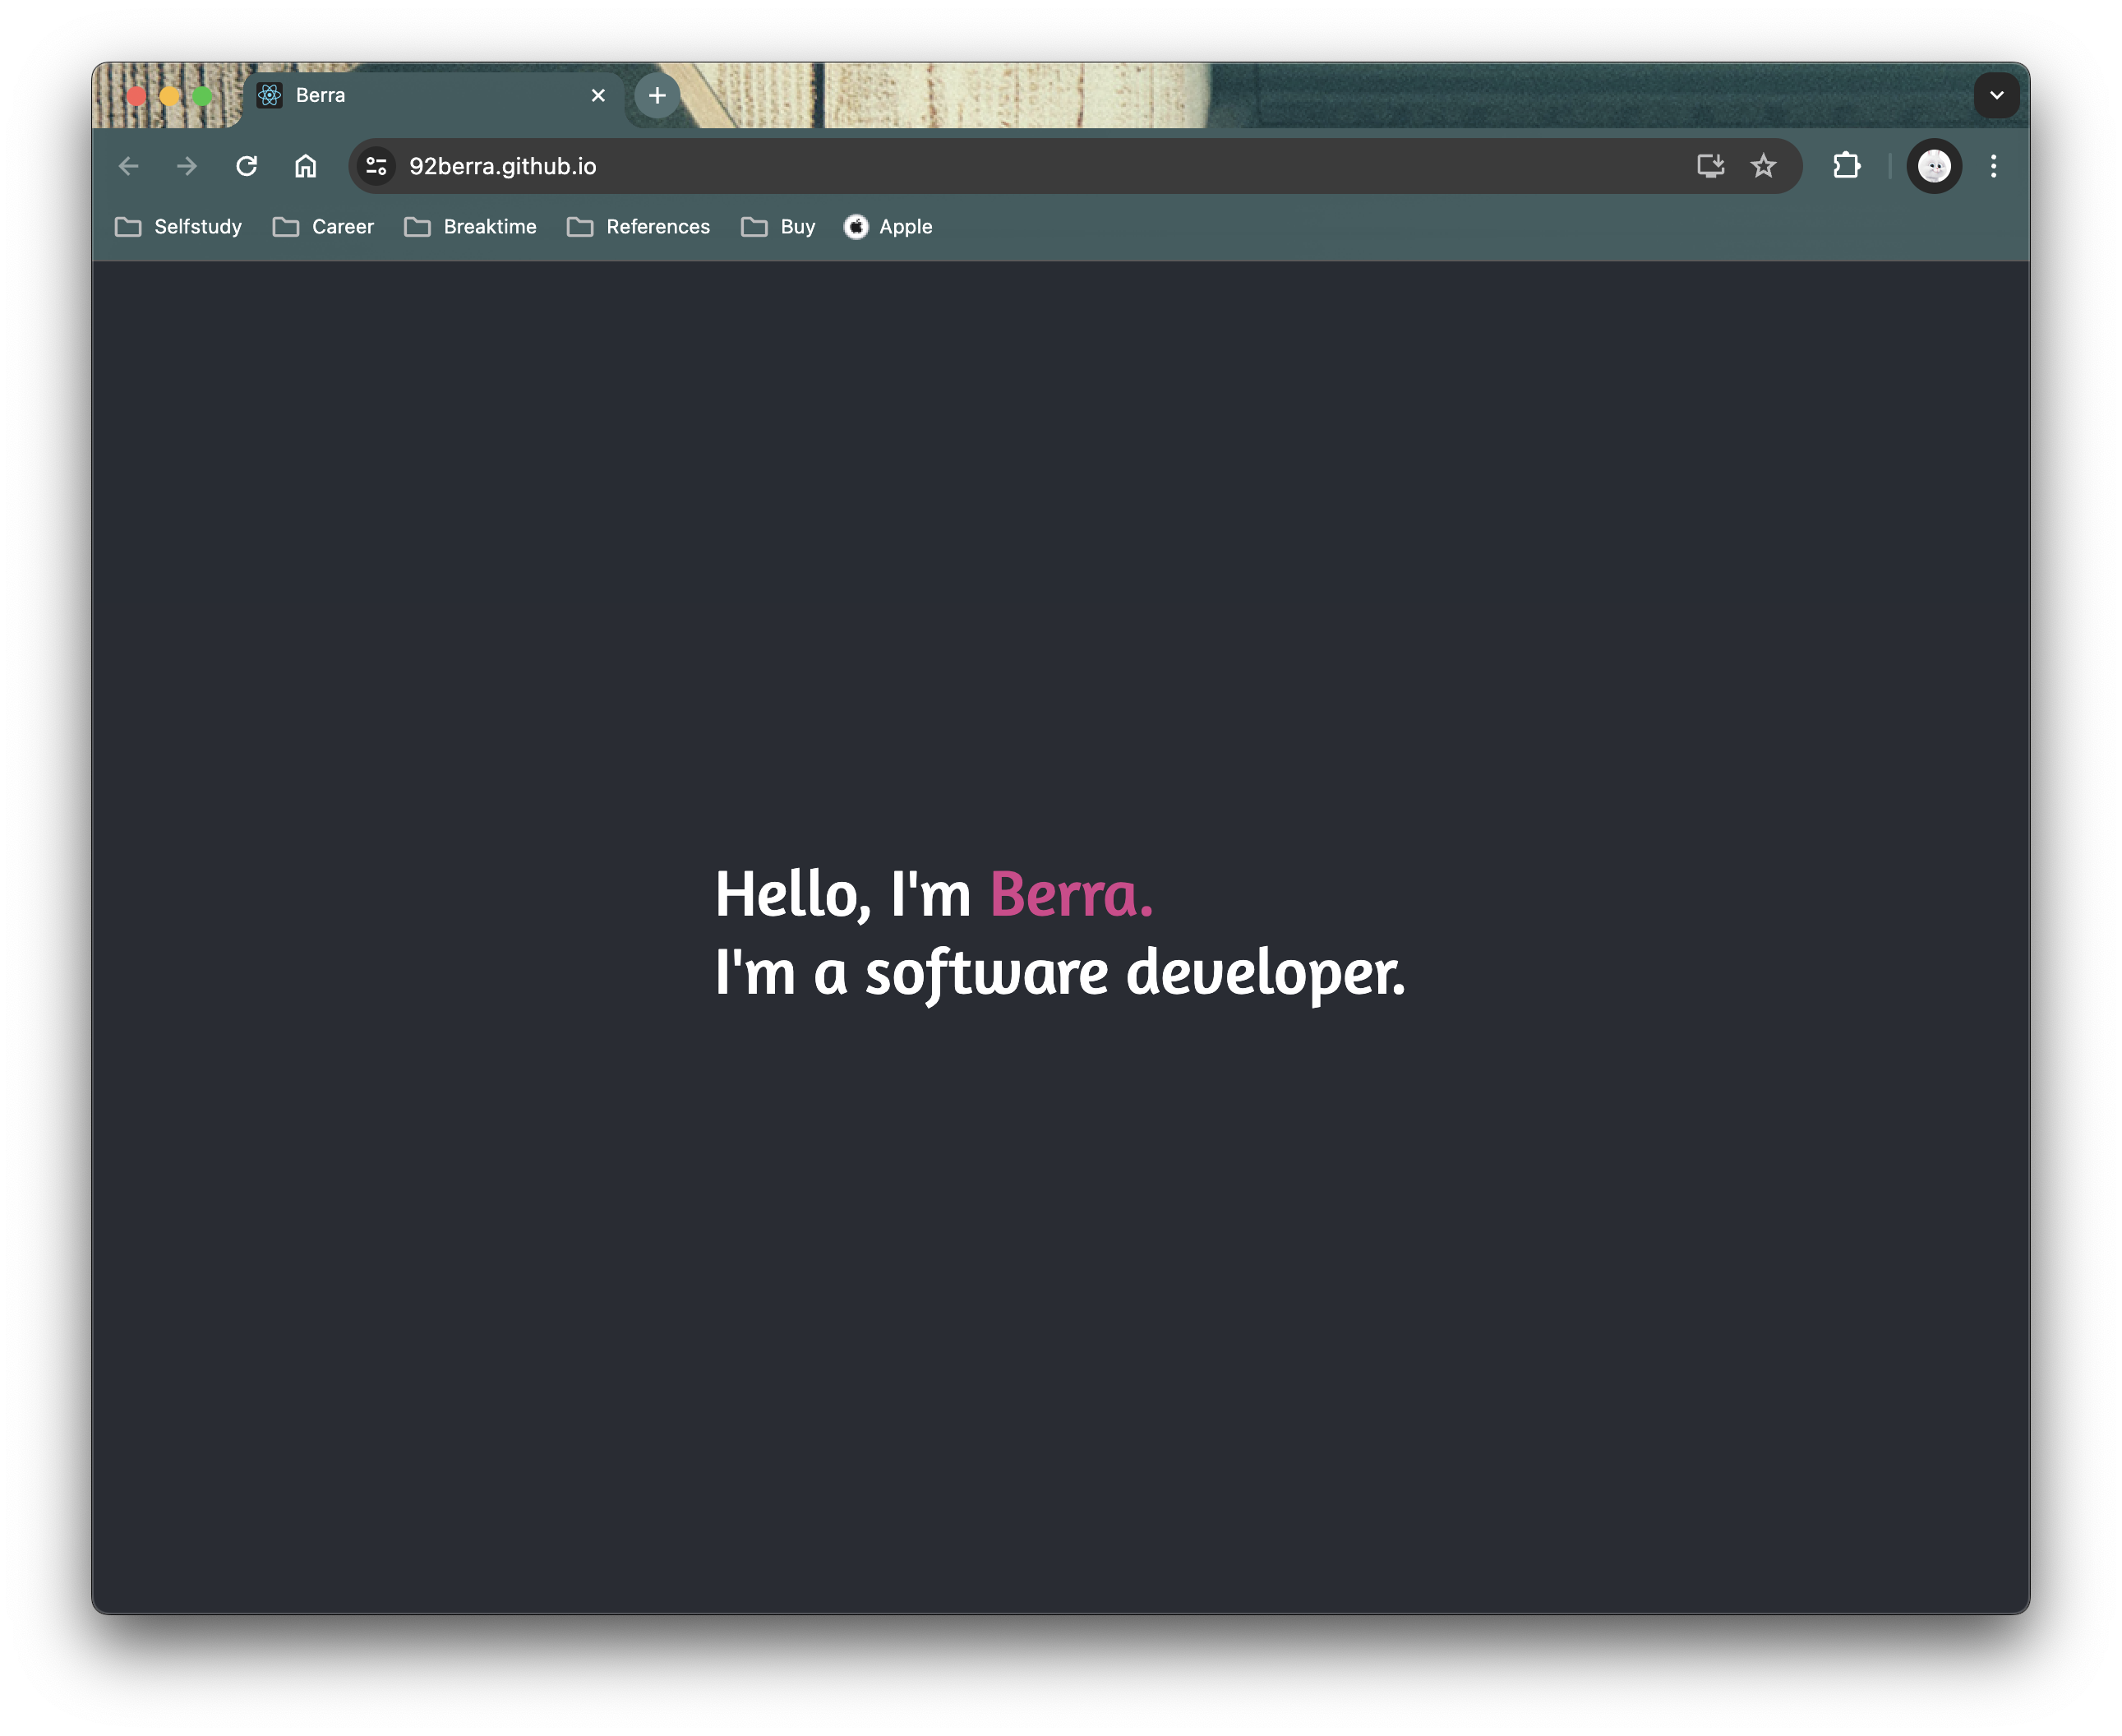 Berra
92berra.github.io
Selfstudy Career Breaktime References Buy Apple
Hello, I'm Berra.
I'm a software developer.